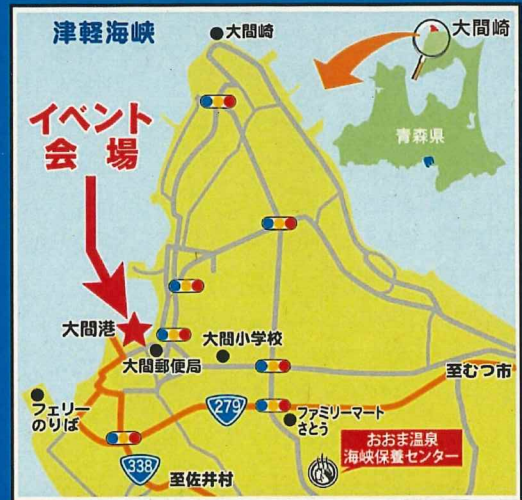 津軽海峡
大間崎
大間崎
青森県
イベント
会場
大間港
大間郵便局
大間小学校
至むつ市
フェリー
のりば
279
ファミリーマート
さとう
おおま温泉
海峡保養センター
338
至佐井村